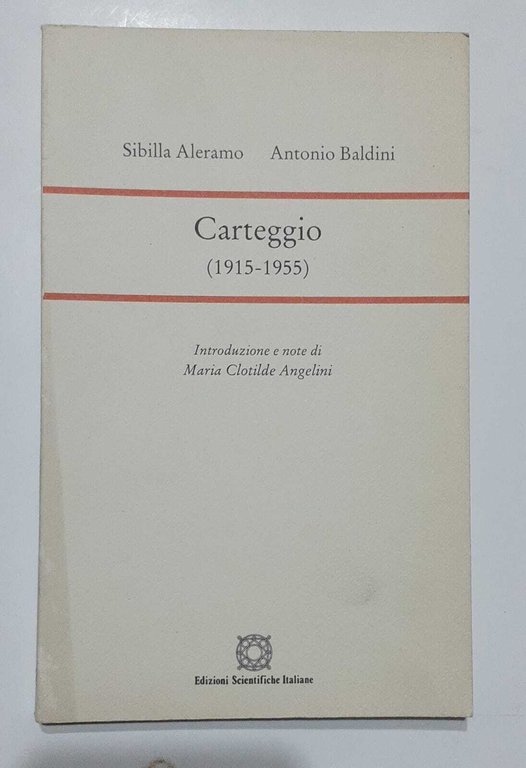 Sibilla Aleramo Antonio Baldini
Carteggio
(1915-1955)
Introduzione e note di
Maria Clotilde Angelini
Edizioni Scientifiche Italiane